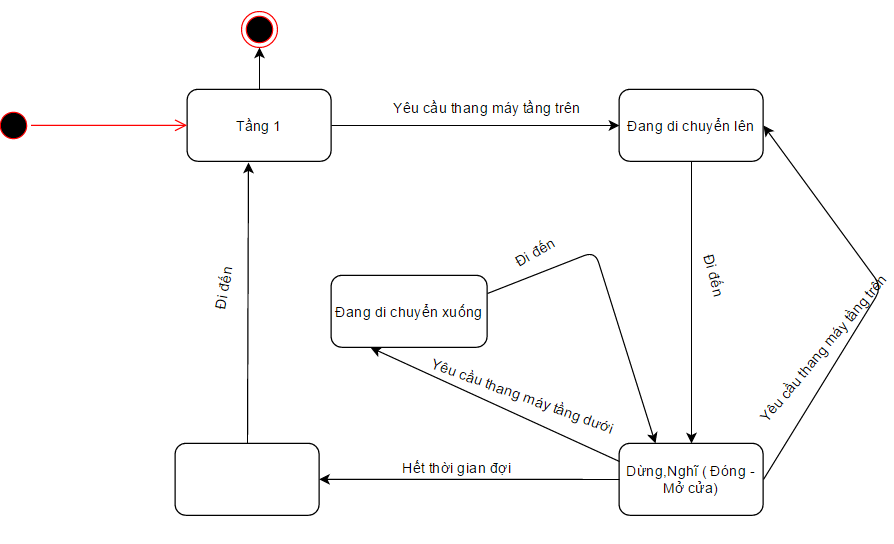 Yêu cầu thang máy tầng trên
Tầng 1
Đang di chuyển lên
Đi đến
Đi đến
Đi đến
Yêu cầu thang máy tầng trên
Đang di chuyển xuống
Yêu cầu thang máy tầng dưới
Hết thời gian đợi
Dừng,Nghĩ ( Đóng -
Mở cửa)